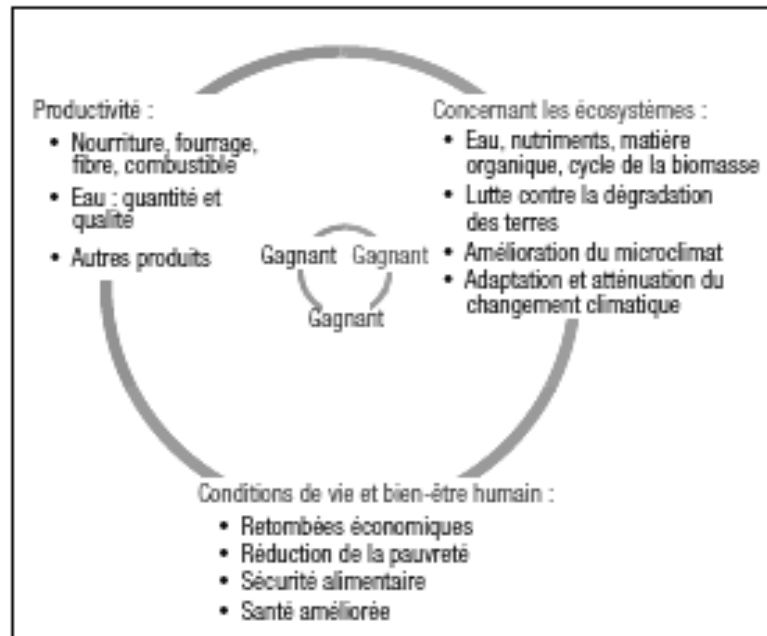 Productivité :
• Nourriture, fourrage,
fibre, combustible
• Eau : quantité et
qualité
• Autres produits
Concernant les écosystèmes :
• Eau, nutriments, matière
organique, cycle de la biomasse
• Lutte contre la dégradation
des terres
• Amélioration du microclimat
• Adaptation et atténuation du
changement climatique
Gagnant Gagnant
Gagnant
Conditions de vie et bien-être humain :
• Retombées économiques
• Réduction de la pauvreté
• Sécurité alimentaire
• Santé améliorée